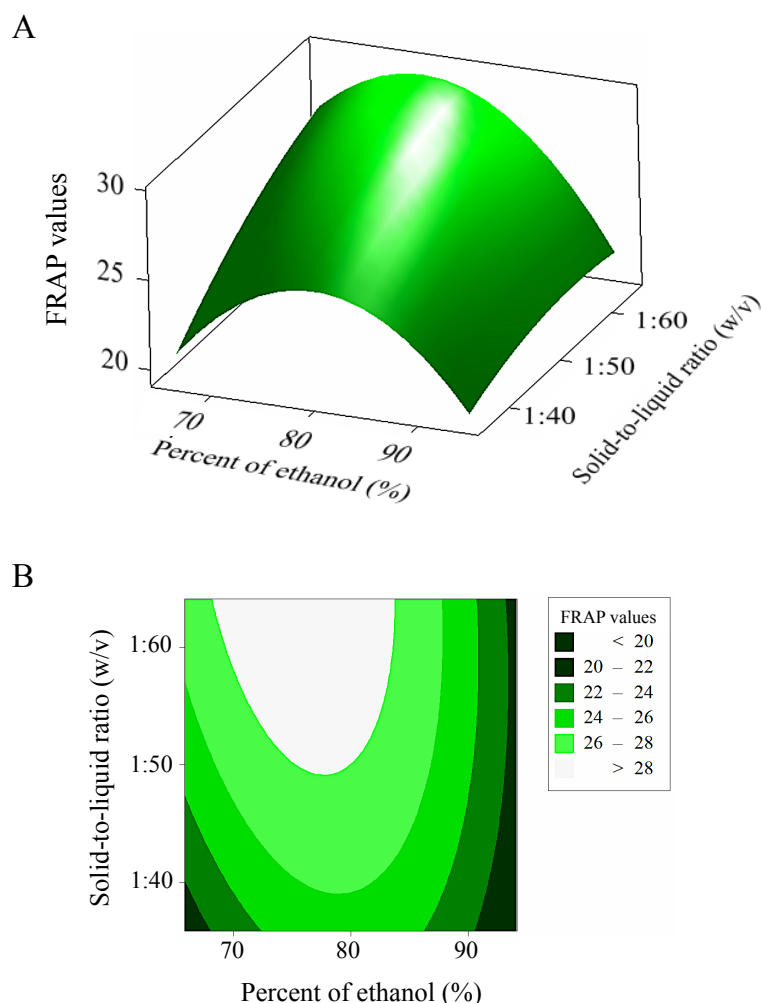 A
FRAP values
30
25
20
70
80
90
Percent of ethanol (%)
1:40
1:50
1:60
Solid-to-liquid ratio (w/v)
B
Solid-to-liquid ratio (w/v)
1:60
1:50
1:40
70
80
90
Percent of ethanol (%)
FRAP values
< 20
20 – 22
22 – 24
24 – 26
26 – 28
> 28